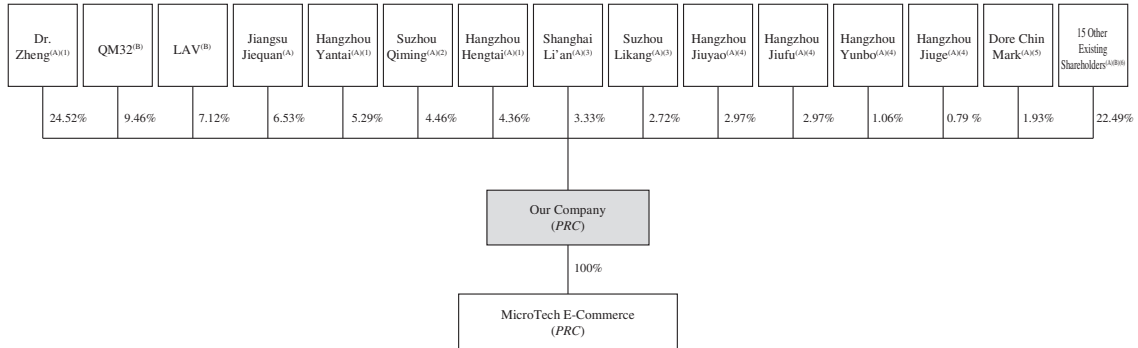 Dr.
Zheng(A)(1)
QM32(B)
LAV(B)
Jiangsu
Jiequan(A)
Hangzhou
Yantai(A)(1)
Suzhou
Qiming(A)(2)
Hangzhou
Hengtai(A)(1)
Shanghai
Li'an(A)(3)
Suzhou
Likang(A)(3)
Hangzhou
Jiuyao(A)(4)
Hangzhou
Jiufu(A)(4)
Hangzhou
Yunbo(A)(4)
Hangzhou
Jiuge(A)(4)
Dore Chin
Mark(A)(5)
15 Other
Existing
Shareholders(A)(B)(6)
24.52%
9.46%
7.12%
6.53%
5.29%
4.46%
4.36%
3.33%
2.72%
2.97%
2.97%
1.06%
0.79 %
1.93%
22.49%
Our Company
(PRC)
100%
MicroTech E-Commerce
(PRC)